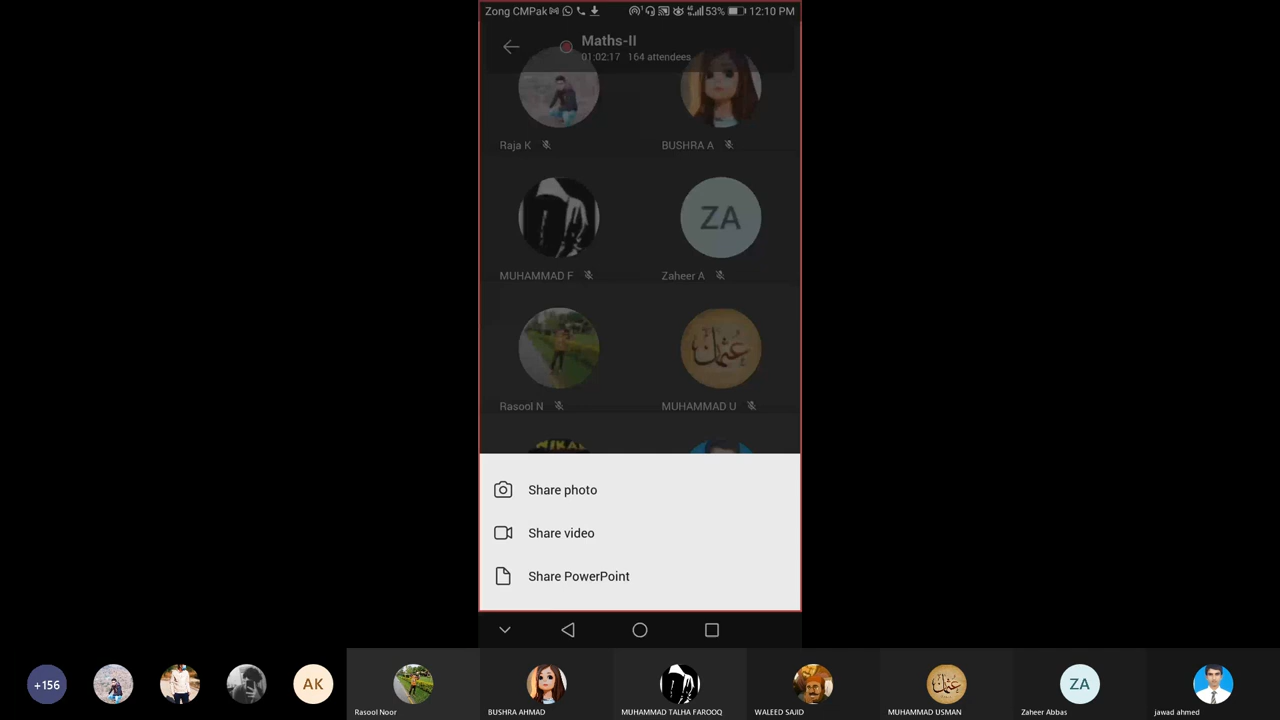 Zong CMPak 53% 12:10 PM
Maths-II
01:02:17 164 attendees
Raja K
BUSHRA A
MUHAMMAD F
ZA
Zaheer A
عثمان
Rasool N
MUHAMMAD U
Share photo
Share video
Share PowerPoint
+156
AK
ZA
Rasool Noor
BUSHRA AHMAD
MUHAMMAD TALHA FAROOQ
WALEED SAJID
MUHAMMAD USMAN
Zaheer Abbas
jawad ahmed